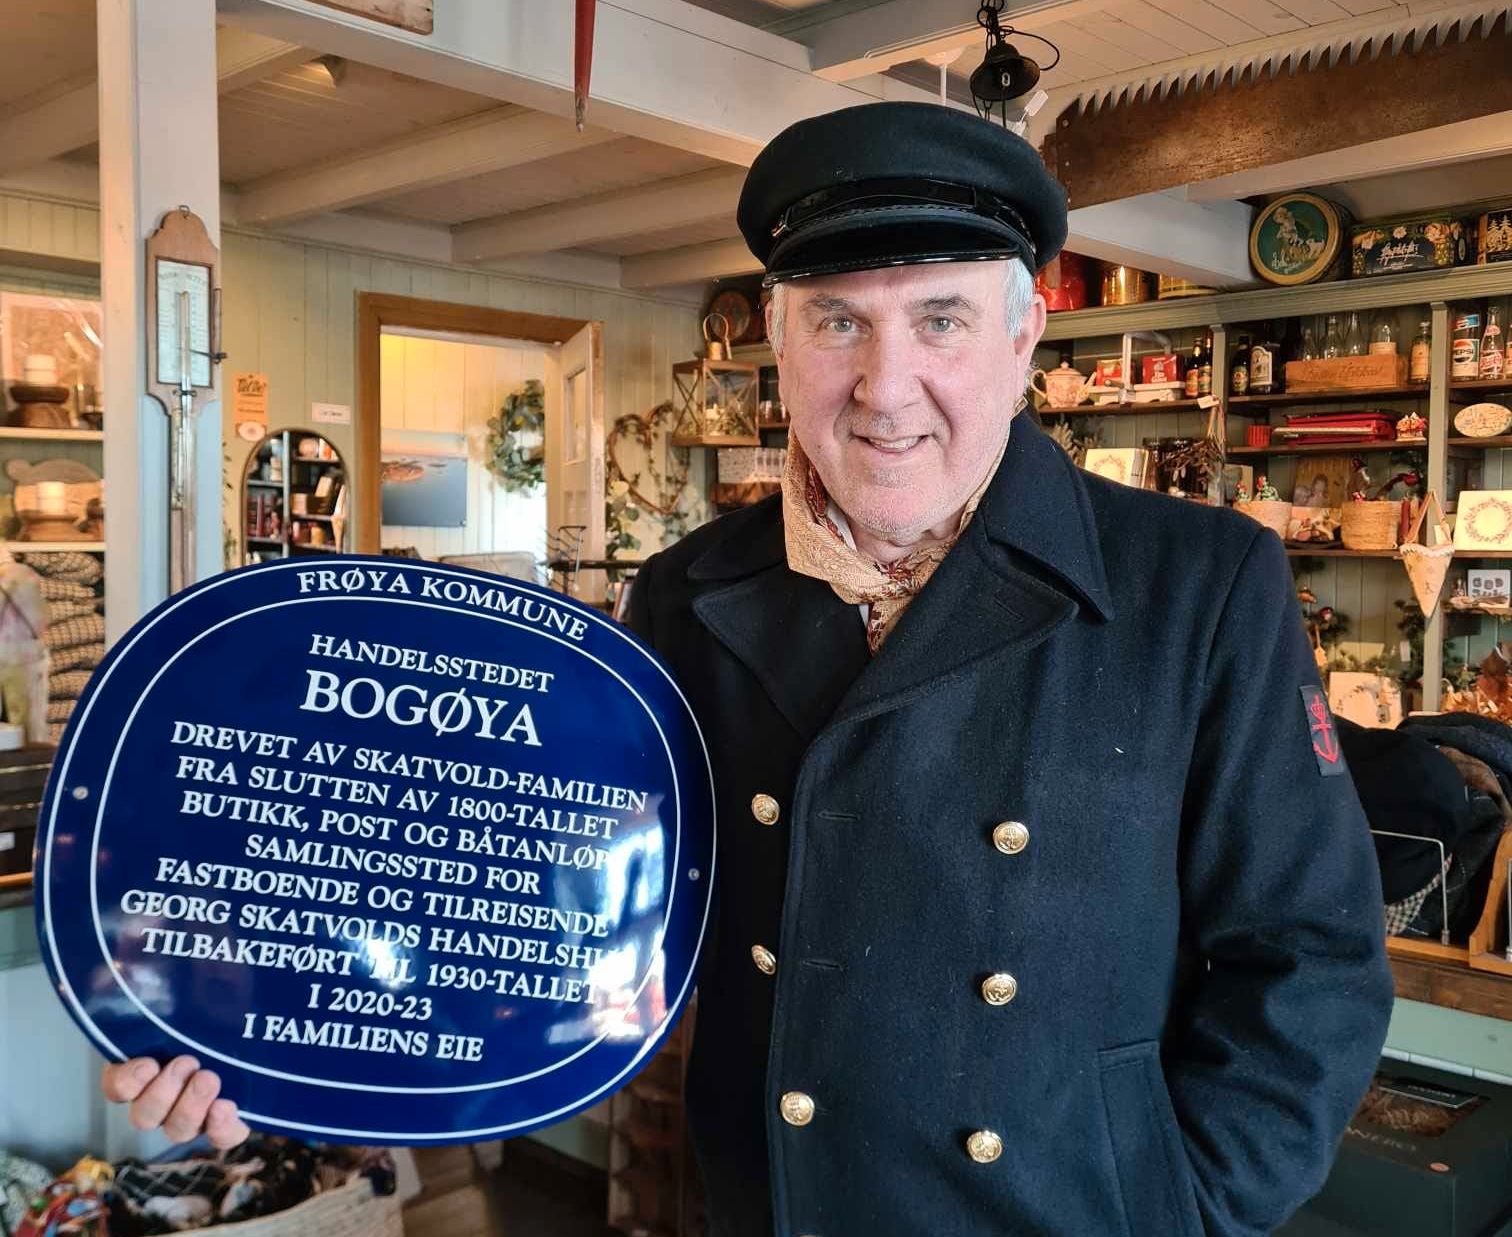 FRØYA KOMMUNE
HANDELSSTEDET
BOGØYA
DREVET AV SKATVOLD-FAMILIEN
FRA SLUTTEN AV 1800-TALLET
BUTIKK, POST OG BÅTANLØP
SAMLINGSSTED FOR
FASTBOENDE OG TILREISENDE
GEORG SKATVOLDS
TILBAKEFØRT TIL 1930-TALLET
I 2020-23
I FAMILIENS EIE